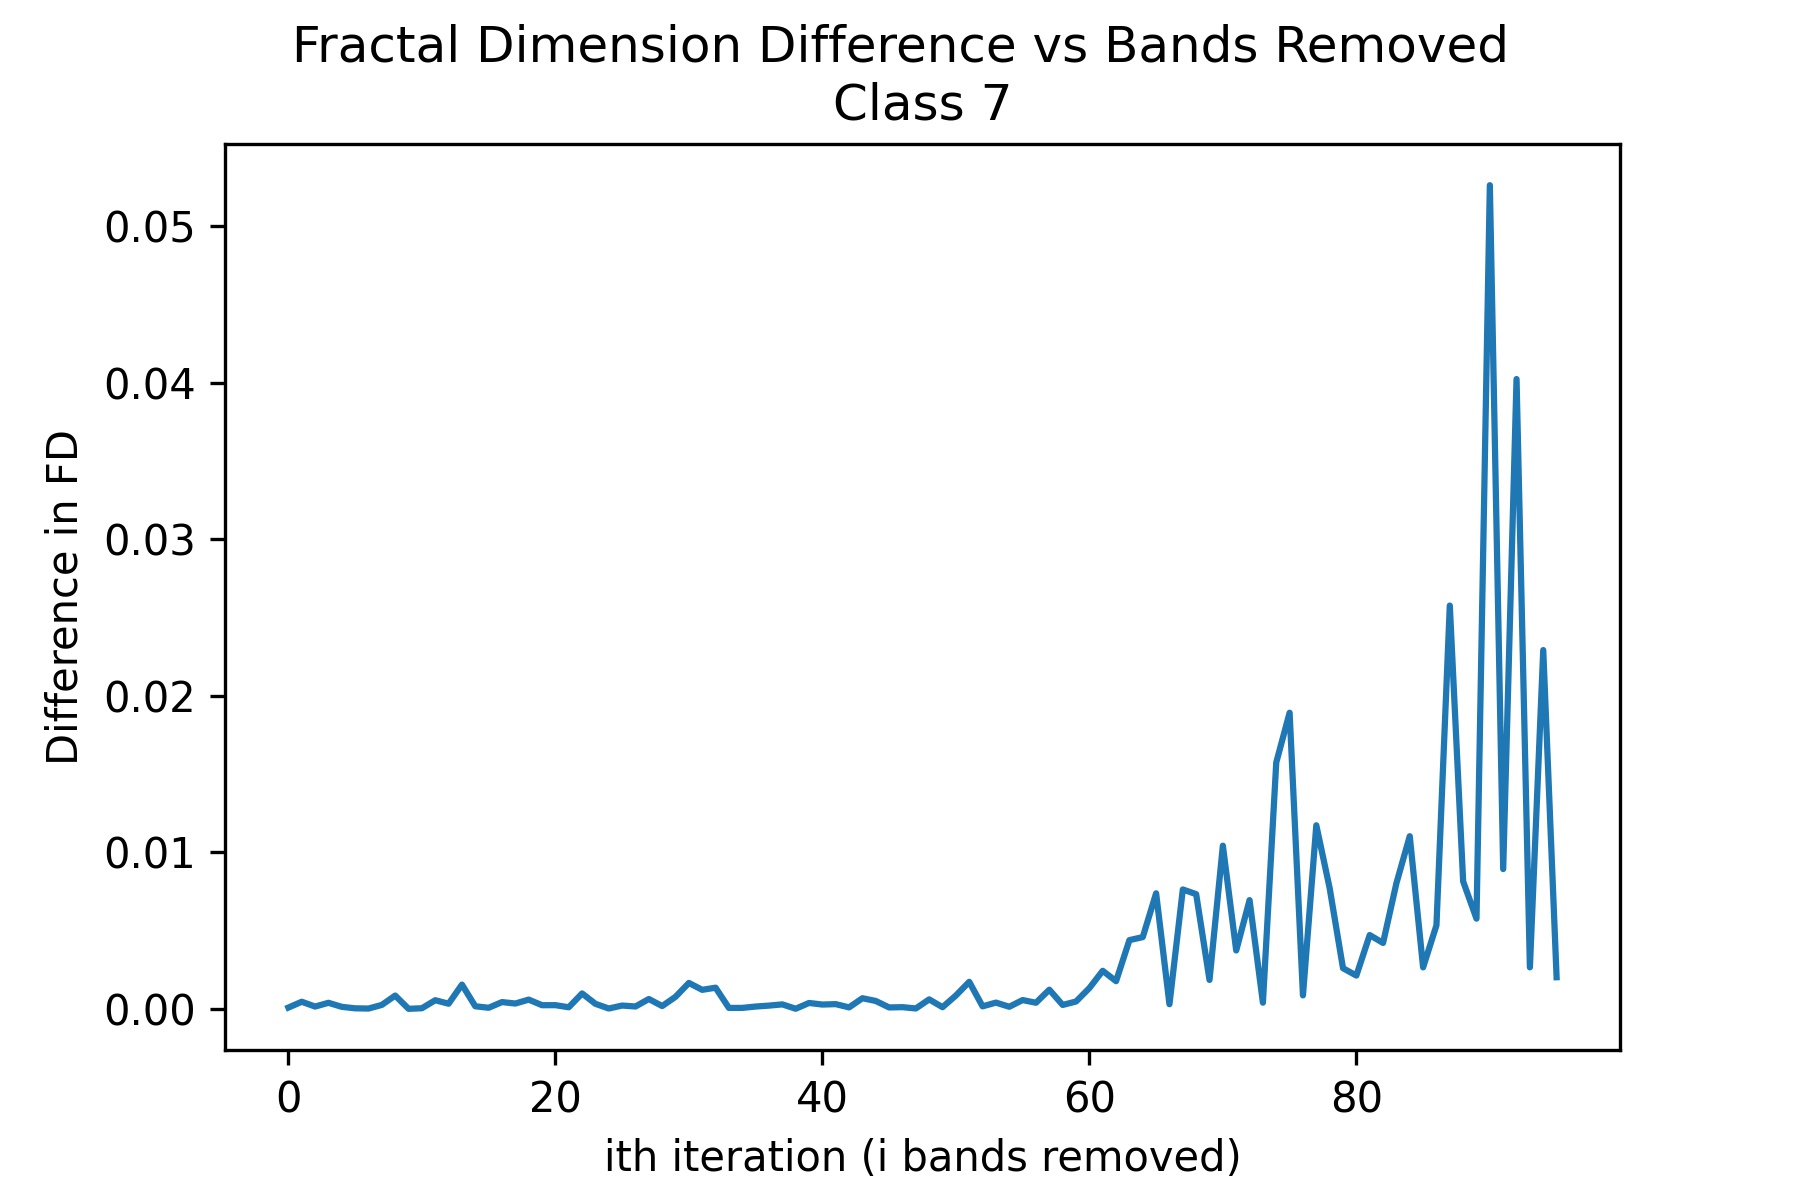 Fractal Dimension Difference vs Bands Removed
Class 7
Difference in FD
0.05
0.04
0.03
0.02
0.01
0.00
0 20 40 60 80
ith iteration (i bands removed)